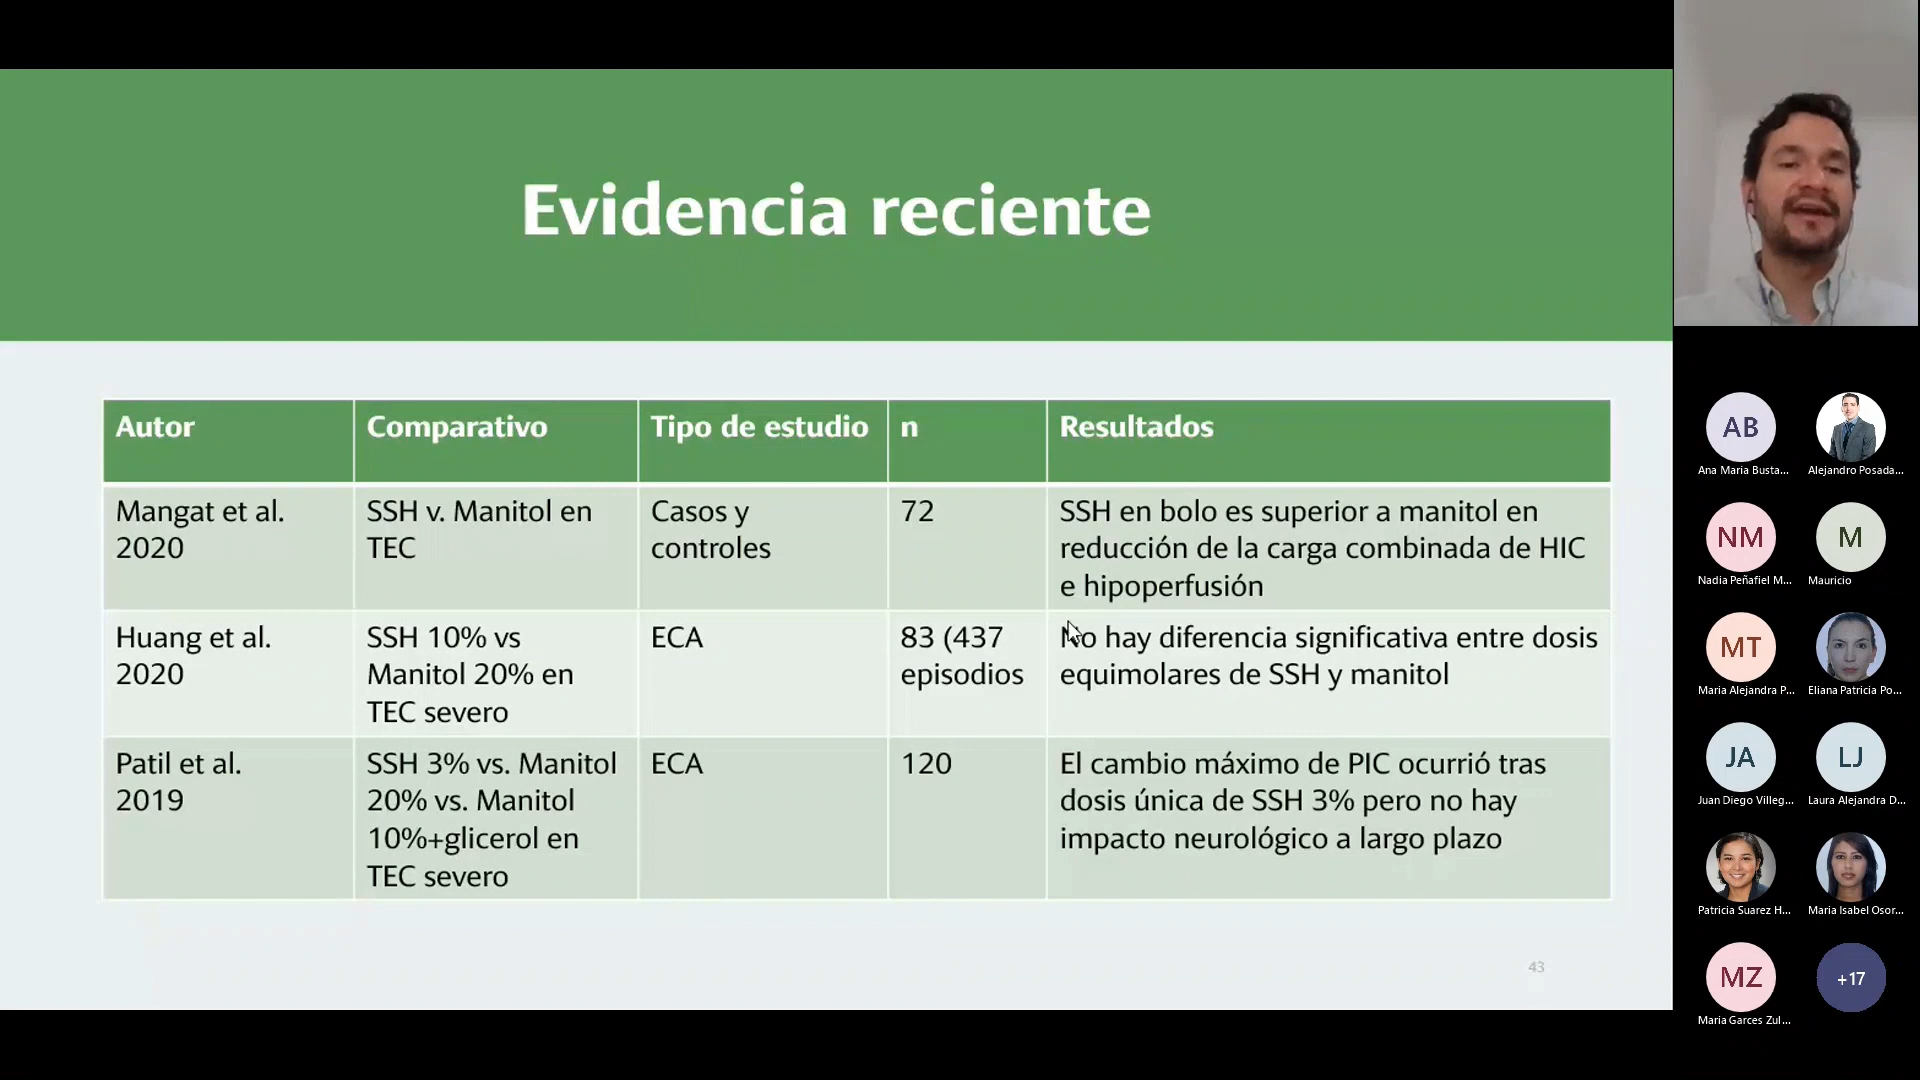 Evidencia reciente
Autor
Comparativo
Tipo de estudio
n
Resultados
Mangat et al.
2020
SSH v. Manitol en
TEC
Casos y
controles
72
SSH en bolo es superior a manitol en
reducción de la carga combinada de HIC
e hipoperfusión
Huang et al.
2020
SSH 10% vs
Manitol 20% en
TEC severo
ECA
83 (437
episodios
No hay diferencia significativa entre dosis
equimolares de SSH y manitol
Patil et al.
2019
SSH 3% vs. Manitol
20% vs. Manitol
10%+glicerol en
TEC severo
ECA
120
El cambio máximo de PIC ocurrió tras
dosis única de SSH 3% pero no hay
impacto neurológico a largo plazo
43
AB
Ana Maria Busta...
Alejandro Posada...
NM
Nadia Peñafiel M...
M
Mauricio
MT
Maria Alejandra P...
Eliana Patricia Po...
JA
Juan Diego Villeg...
LJ
Laura Alejandra D...
Patricia Suarez H...
Maria Isabel Osor...
MZ
Maria Garces Zul...
+17